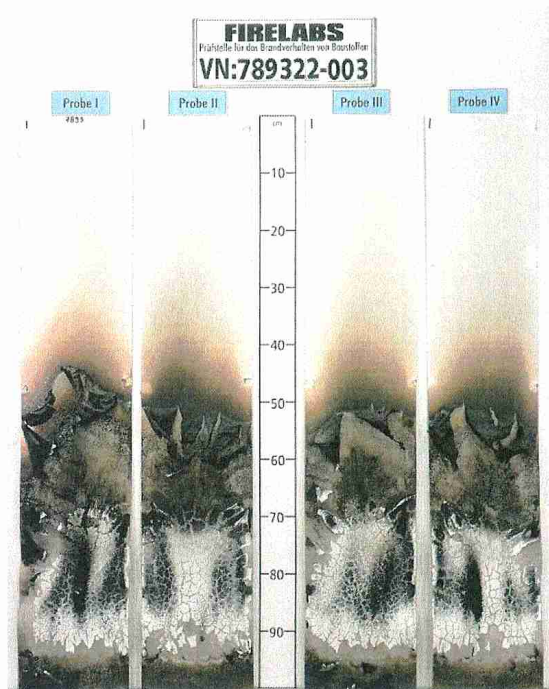 FIRELABS
Prüfstelle für das Brandverhalten von Baustoffen
VN:789322-003
Probe I
Probe II
Probe III
Probe IV
cm
10
20
30
40
50
60
70
80
90